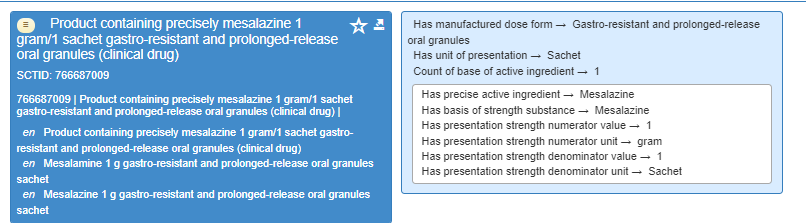 Product containing precisely mesalazine 1
gram/1 sachet gastro-resistant and prolonged-release
oral granules (clinical drug)
SCTID: 766687009
766687009 | Product containing precisely mesalazine 1 gram/1 sachet
gastro-resistant and prolonged-release oral granules (clinical drug) |
en Product containing precisely mesalazine 1 gram/1 sachet gastro-
resistant and prolonged-release oral granules (clinical drug)
en Mesalamine 1 g gastro-resistant and prolonged-release oral granules
sachet
en Mesalazine 1 g gastro-resistant and prolonged-release oral granules
sachet
Has manufactured dose form → Gastro-resistant and prolonged-release
oral granules
Has unit of presentation → Sachet
Count of base of active ingredient → 1
Has precise active ingredient → Mesalazine
Has basis of strength substance → Mesalazine
Has presentation strength numerator value → 1
Has presentation strength numerator unit → gram
Has presentation strength denominator value → 1
Has presentation strength denominator unit → Sachet